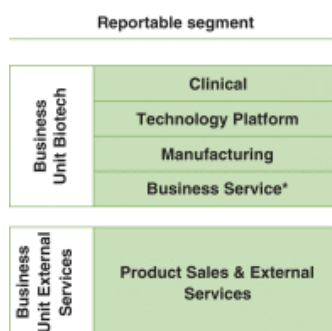 Reportable segment
Business
Unit Biotech
Clinical
Technology Platform
Manufacturing
Business Service*
Business
Unit External
Services
Product Sales & External
Services